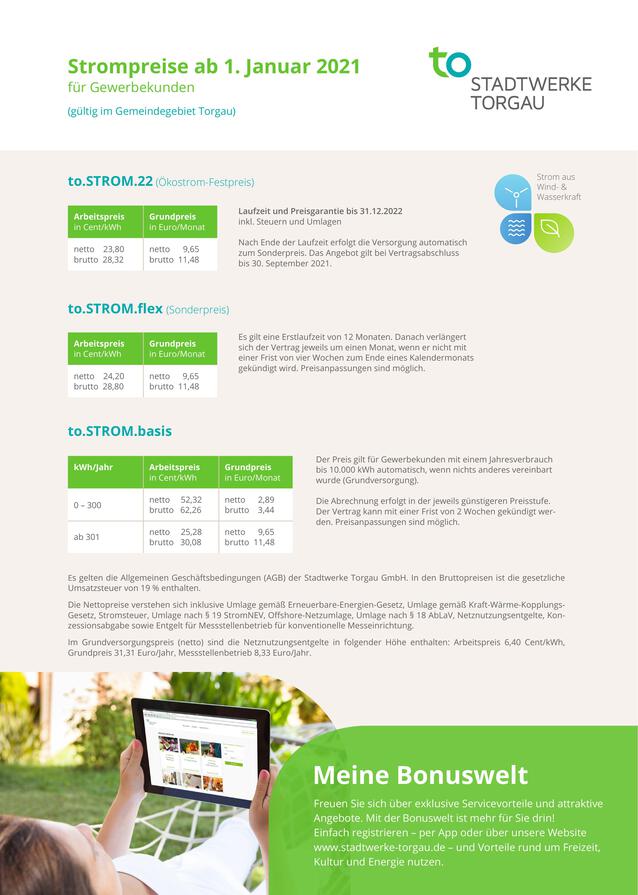 Strompreise ab 1. Januar 2021
für Gewerbekunden
(gültig im Gemeindegebiet Torgau)
to
STADTWERKE
TORGAU
to.STROM.22 (Ökostrom-Festpreis)
Strom aus
Wind- &
Wasserkraft
Arbeitspreis Grundpreis
in Cent/kWh in Euro/Monat
netto 23,80 netto 9,65
brutto 28,32 brutto 11,48
Laufzeit und Preisgarantie bis 31.12.2022
inkl. Steuern und Umlagen
Nach Ende der Laufzeit erfolgt die Versorgung automatisch
zum Sonderpreis. Das Angebot gilt bei Vertragsabschluss
bis 30. September 2021.
to.STROM.flex (Sonderpreis)
Arbeitspreis Grundpreis
in Cent/kWh in Euro/Monat
netto 24,20 netto 9,65
brutto 28,80 brutto 11,48
Es gilt eine Erstlaufzeit von 12 Monaten. Danach verlängert
sich der Vertrag jeweils um einen Monat, wenn er nicht mit
einer Frist von vier Wochen zum Ende eines Kalendermonats
gekündigt wird. Preisanpassungen sind möglich.
to.STROM.basis
kWh/Jahr Arbeitspreis Grundpreis
in Cent/kWh in Euro/Monat
0 – 300 netto 52,32 netto 2,89
brutto 62,26 brutto 3,44
ab 301 netto 25,28 netto 9,65
brutto 30,08 brutto 11,48
Der Preis gilt für Gewerbekunden mit einem Jahresverbrauch
bis 10.000 kWh automatisch, wenn nichts anderes vereinbart
wurde (Grundversorgung).
Die Abrechnung erfolgt in der jeweils günstigeren Preisstufe.
Der Vertrag kann mit einer Frist von 2 Wochen gekündigt wer-
den. Preisanpassungen sind möglich.
Es gelten die Allgemeinen Geschäftsbedingungen (AGB) der Stadtwerke Torgau GmbH. In den Bruttopreisen ist die gesetzliche
Umsatzsteuer von 19 % enthalten.
Die Nettopreise verstehen sich inklusive Umlage gemäß Erneuerbare-Energien-Gesetz, Umlage gemäß Kraft-Wärme-Kopplungs-
Gesetz, Stromsteuer, Umlage nach § 19 StromNEV, Offshore-Netzumlage, Umlage nach § 18 AbLaV, Netznutzungsentgelte, Kon-
zessionsabgabe sowie Entgelt für Messstellenbetrieb für konventionelle Messeinrichtung.
Im Grundversorgungspreis (netto) sind die Netznutzungsentgelte in folgender Höhe enthalten: Arbeitspreis 6,40 Cent/kWh,
Grundpreis 31,31 Euro/Jahr, Messstellenbetrieb 8,33 Euro/Jahr.
Meine Bonuswelt
Freuen Sie sich über exklusive Servicevorteile und attraktive
Angebote. Mit der Bonuswelt ist mehr für Sie drin!
Einfach registrieren – per App oder über unsere Website
www.stadtwerke-torgau.de – und Vorteile rund um Freizeit,
Kultur und Energie nutzen.